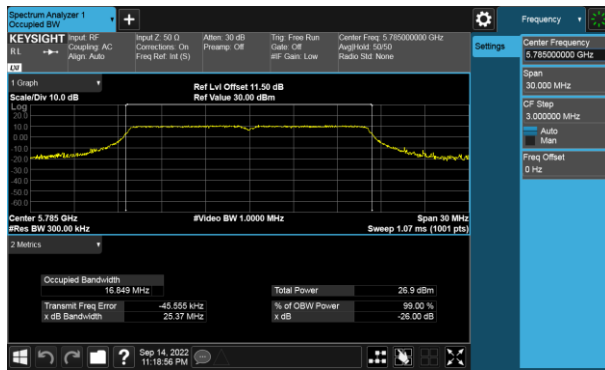 Spectrum Analyzer 1
Occupied BW
KEYSIGHT
R L
LXI
Input: RF
Coupling: AC
Align: Auto
Input Z: 50 Ω
Corrections: On
Freq Ref: Int (S)
Atten: 30 dB
Preamp: Off
Trig: Free Run
Gate: Off
#IF Gain: Low
Center Freq: 5.785000000 GHz
Avg|Hold: 50/50
Radio Std: None
1 Graph
Scale/Div 10.0 dB
Ref Lvl Offset 11.50 dB
Ref Value 30.00 dBm
Log
20.0
10.0
0.00
-10.0
-20.0
-30.0
-40.0
-50.0
-60.0
Center 5.785 GHz
#Video BW 1.0000 MHz
Span 30 MHz
#Res BW 300.00 kHz
Sweep 1.07 ms (1001 pts)
2 Metrics
Occupied Bandwidth
16.849 MHz
Total Power 26.9 dBm
Transmit Freq Error -45.555 kHz
% of OBW Power 99.00 %
x dB Bandwidth 25.37 MHz
x dB -26.00 dB
?
Sep 14, 2022
11:18:56 PM
Frequency
Settings
Center Frequency
5.785000000 GHz
Span
30.000 MHz
CF Step
3.000000 MHz
Auto
Man
Freq Offset
0 Hz